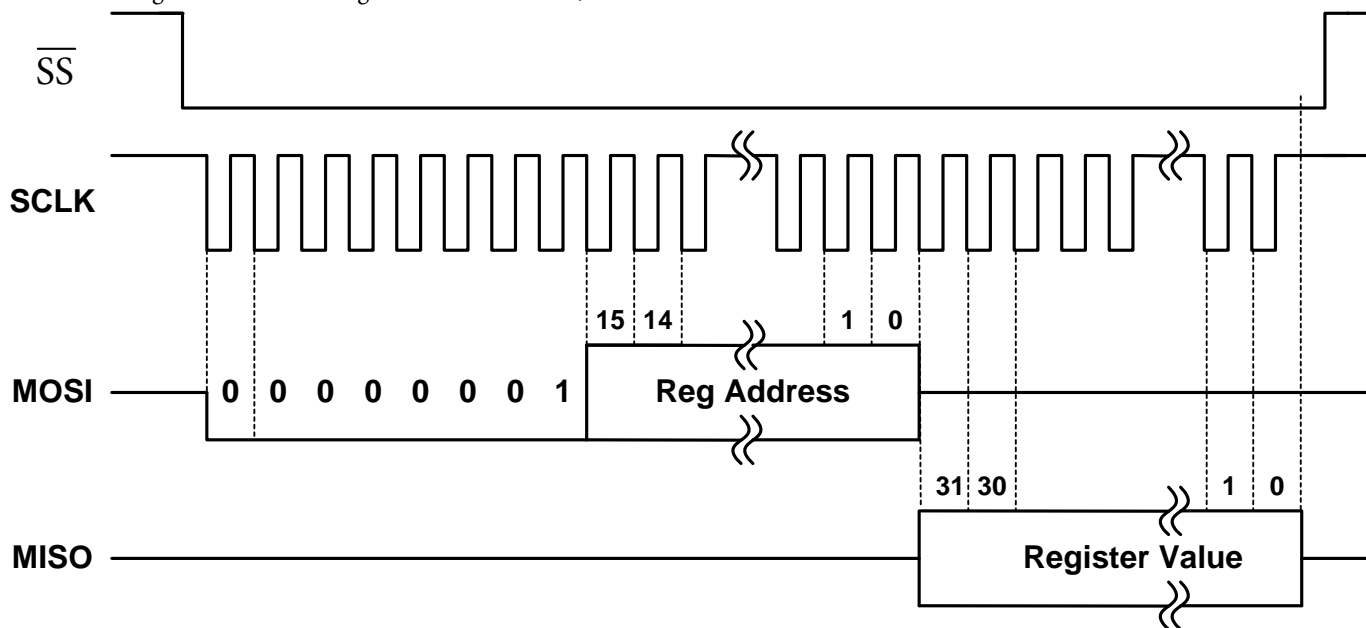 SS
SCLK
15 14 1 0
MOSI 0 0 0 0 0 0 0 1 Reg Address
31 30 1 0
MISO Register Value